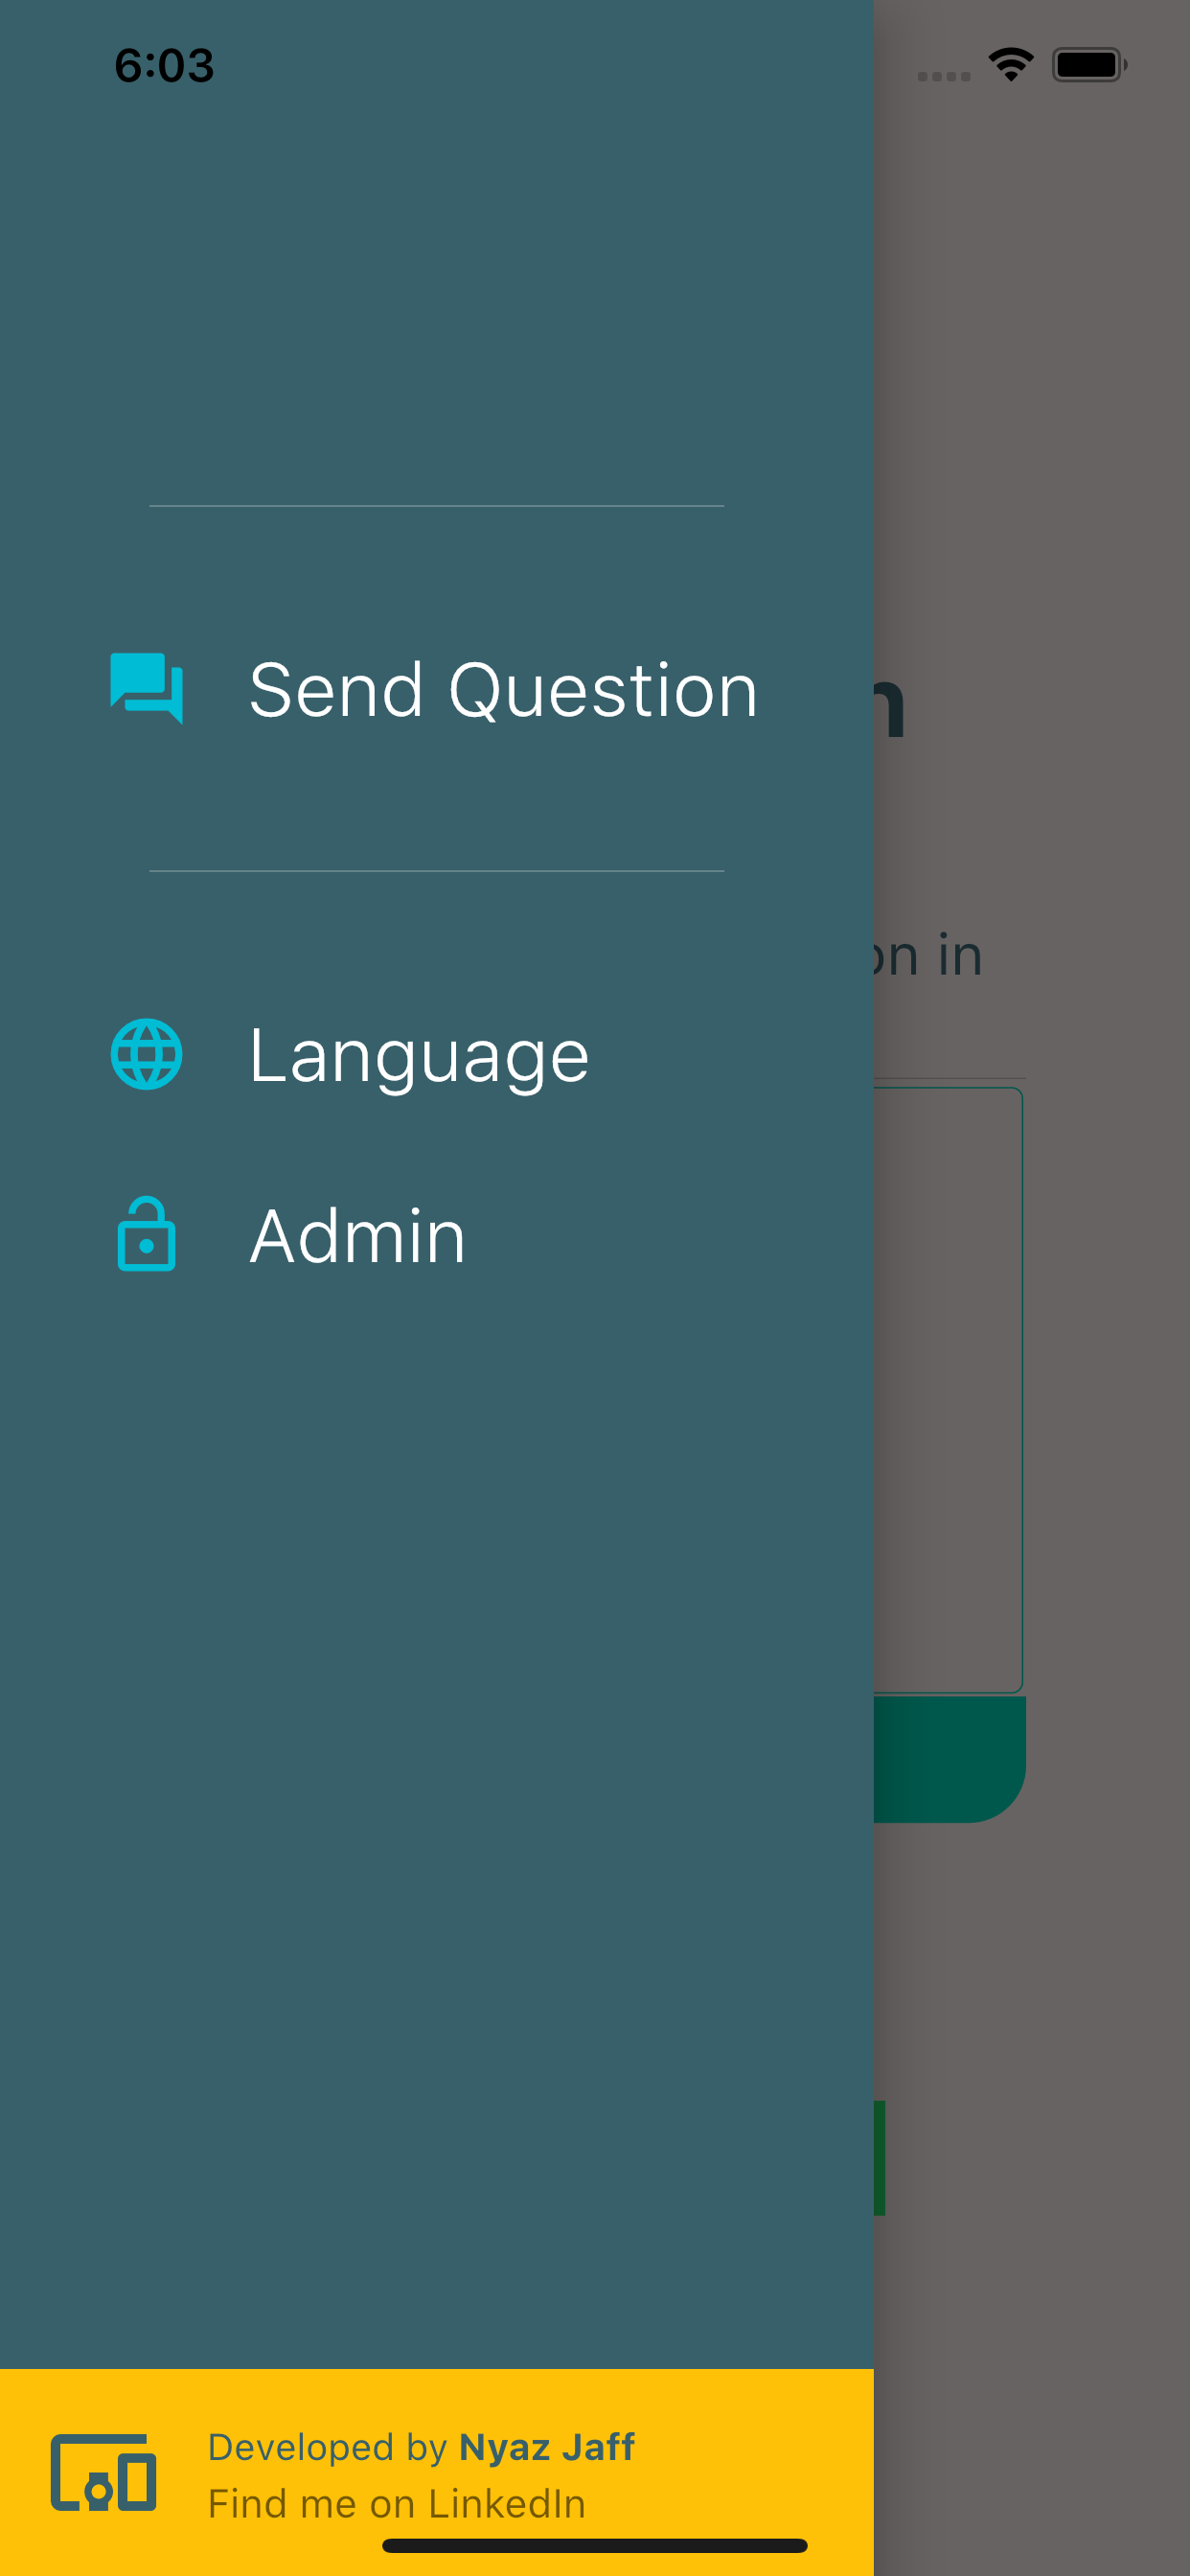 6:03
Send Question
on in
Language
Admin
Developed by Nyaz Jaff
Find me on LinkedIn